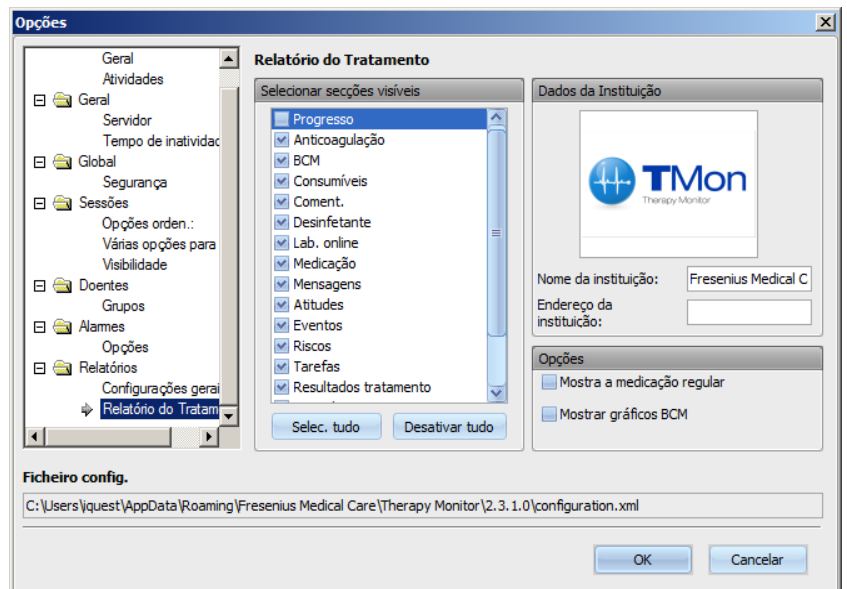 Opções
Geral
Atividades
Geral
Servidor
Tempo de inatividac
Global
Segurança
Sessões
Opções orden.:
Várias opções para
Visibilidade
Doentes
Grupos
Alarmes
Opções
Relatórios
Configurações gerai
Relatório do Tratam
Relatório do Tratamento
Selecionar secções visíveis
Progresso
Anticoagulação
BCM
Consumíveis
Coment.
Desinfetante
Lab. online
Medicação
Mensagens
Atitudes
Eventos
Riscos
Tarefas
Resultados tratamento
Selec. tudo
Desativar tudo
Dados da Instituição
TMon
Therapy Monitor
Nome da instituição:
Fresenius Medical C
Endereço da
instituição:
Opções
Mostra a medicação regular
Mostrar gráficos BCM
Ficheiro config.
C:\Users\jquest\AppData\Roaming\Fresenius Medical Care\Therapy Monitor\2.3.1.0\configuration.xml
OK
Cancelar